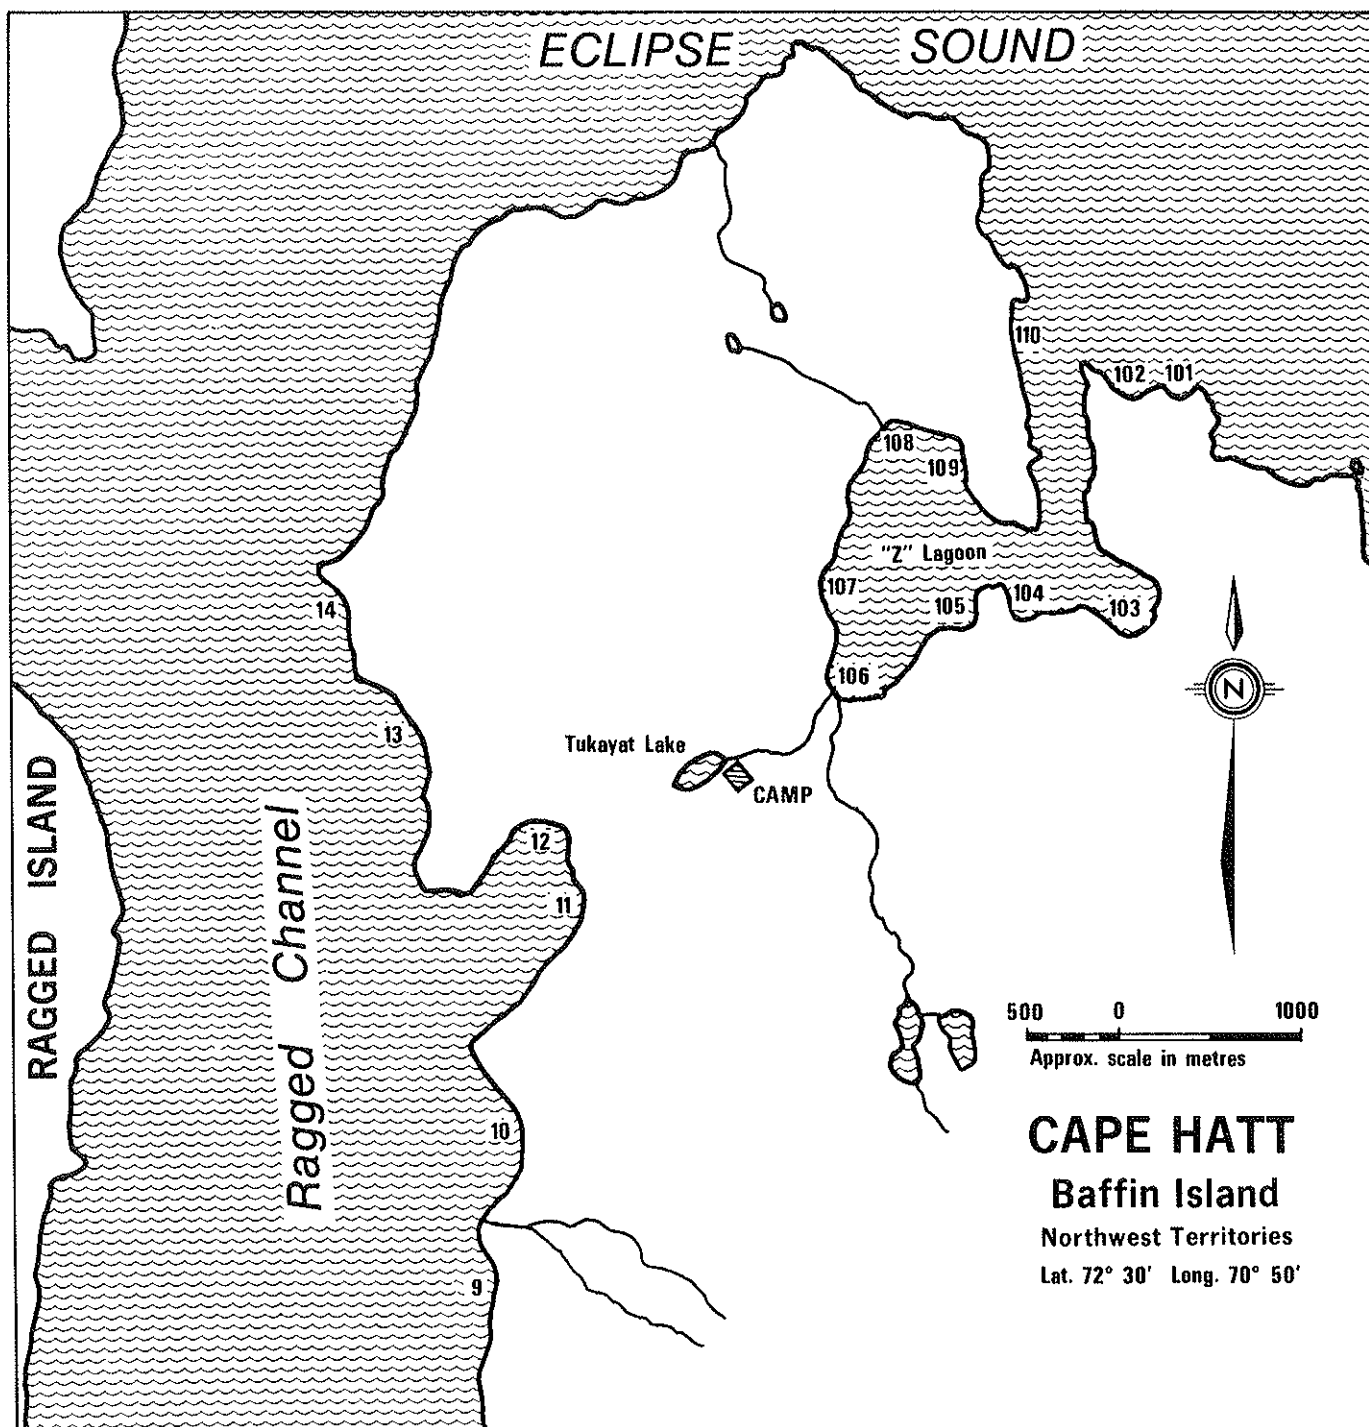 ECLIPSE SOUND
110
102 101
108
109
"Z" Lagoon
107
105 104 103
14
106
13
Tukayat Lake
CAMP
N
RAGGED ISLAND
Ragged Channel
12
11
10
9
500 0 1000
Approx. scale in metres
CAPE HATT
Baffin Island
Northwest Territories
Lat. 72° 30' Long. 70° 50'